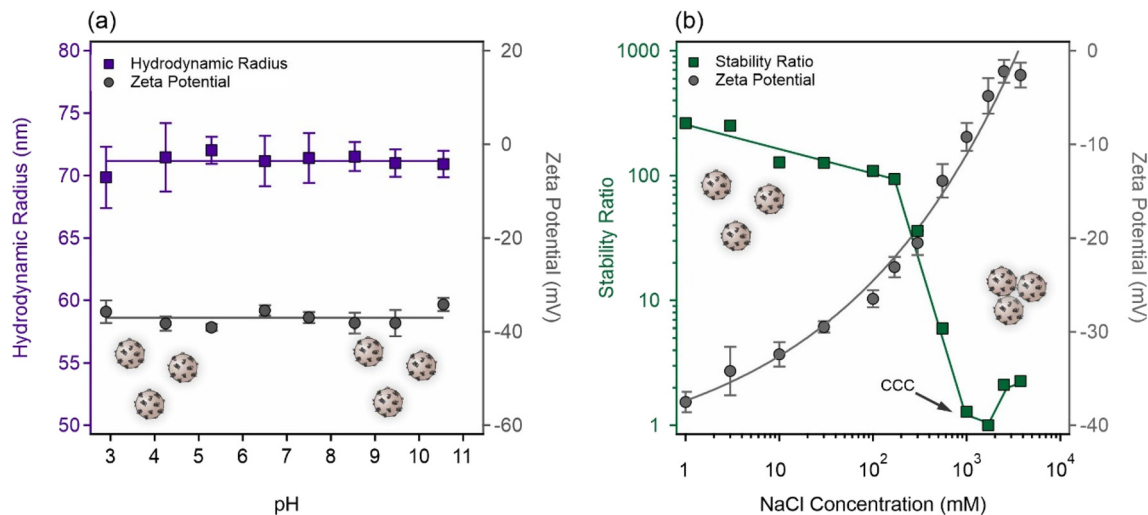 (a)
Hydrodynamic Radius
Zeta Potential
Hydrodynamic Radius (nm)
80
75
70
65
60
55
50
20
0
-20
-40
-60
Zeta Potential (mV)
3 4 5 6 7 8 9 10 11
pH
(b)
Stability Ratio
Zeta Potential
Stability Ratio
1000
100
10
1
CCC
0
-10
-20
-30
-40
Zeta Potential (mV)
1 10 10² 10³ 10⁴
NaCl Concentration (mM)